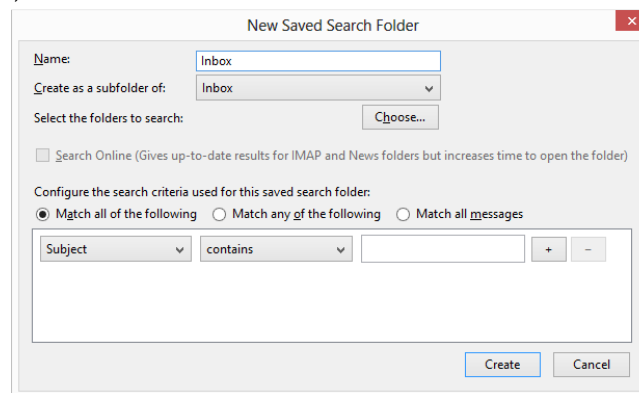 New Saved Search Folder
Name: Inbox
Create as a subfolder of: Inbox
Select the folders to search: Choose...
Search Online (Gives up-to-date results for IMAP and News folders but increases time to open the folder)
Configure the search criteria used for this saved search folder:
Match all of the following Match any of the following Match all messages
Subject contains + -
Create Cancel